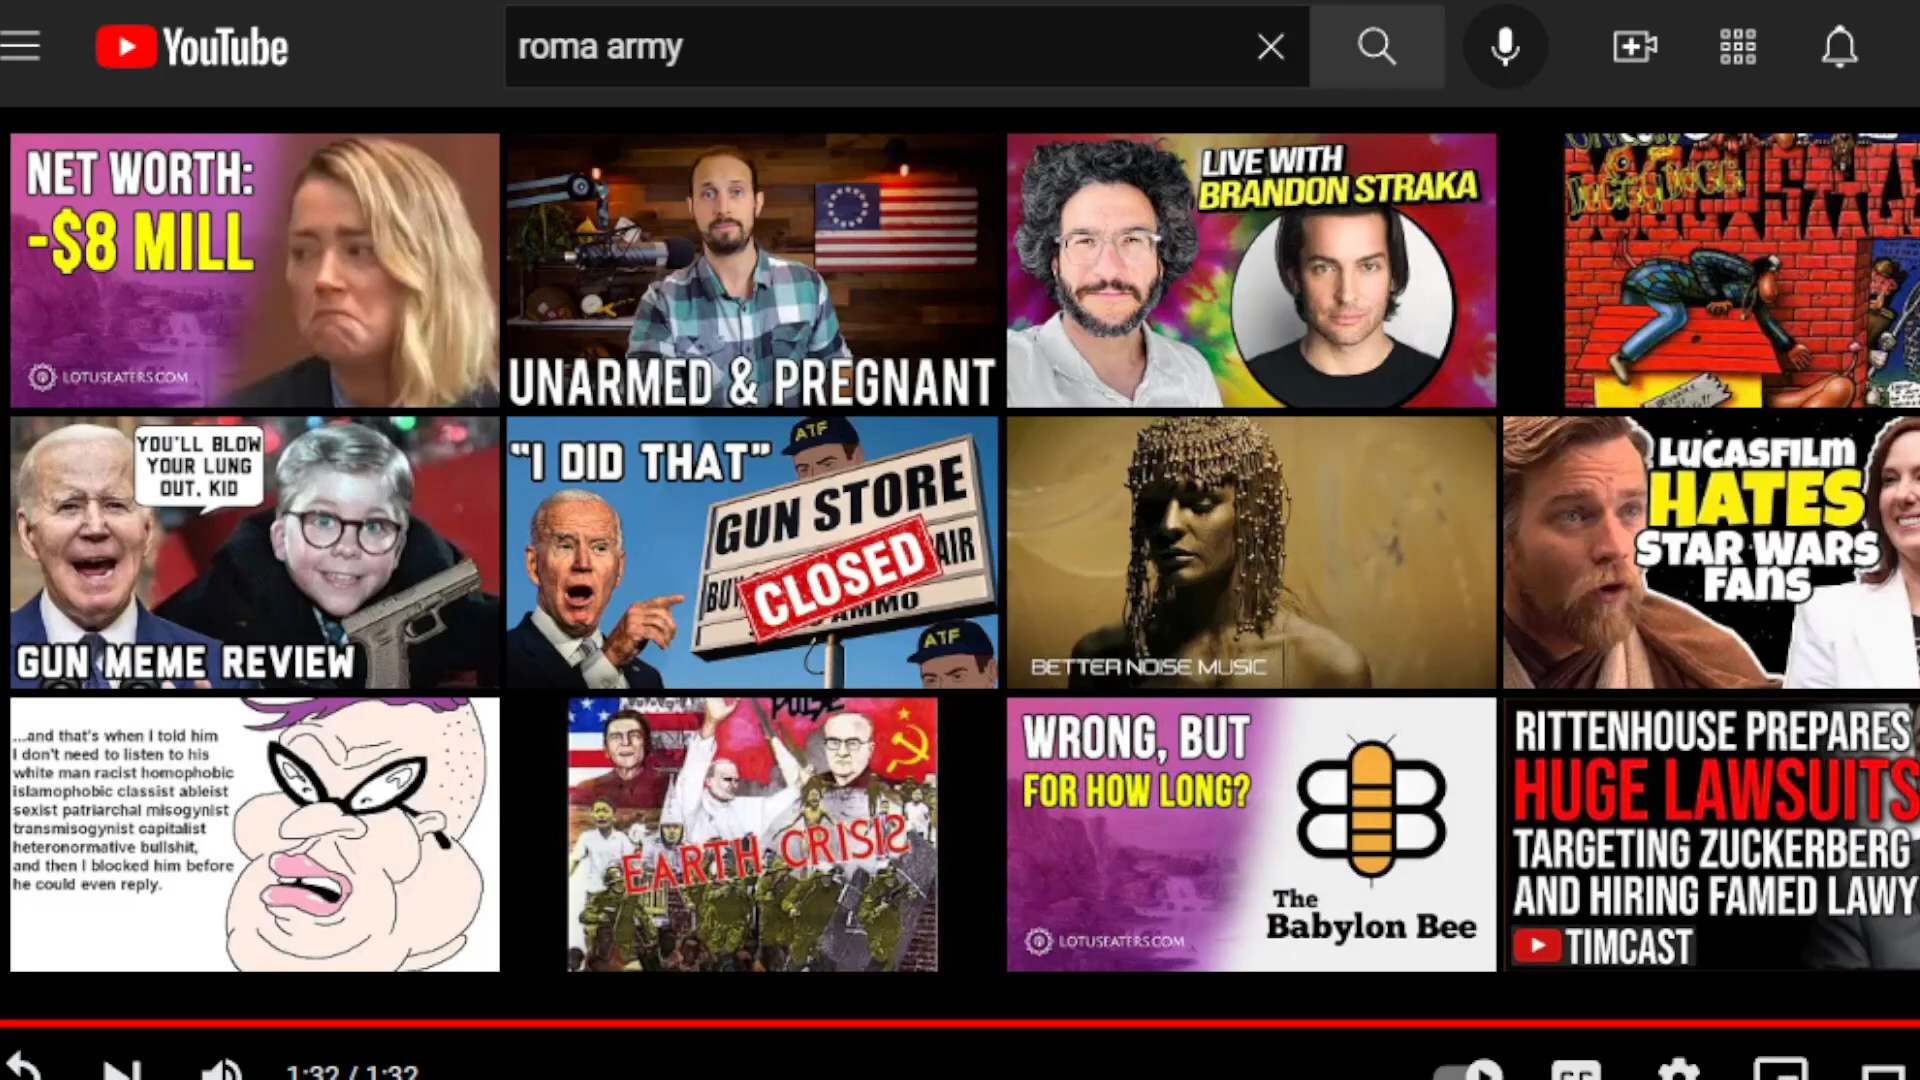 YouTube
roma army
NET WORTH:
-$8 MILL
LOTUSEATERS.COM
UNARMED & PREGNANT
LIVE WITH
BRANDON STRAKA
YOU'LL BLOW
YOUR LUNG
OUT, KID
GUN MEME REVIEW
"I DID THAT"
ATF
GUN STORE
BUY
AIR
CLOSED
AMMO
ATF
BETTER NOISE MUSIC
LUCASFILM
HATES
STAR WARS
FANS
...and that's when I told him
I don't need to listen to his
white man racist homophobic
islamophobic classist ableist
sexist patriarchal misogynist
transmisogynist capitalist
heteronormative bullshit,
and then I blocked him before
he could even reply.
PULSE
EARTH CRISIS
WRONG, BUT
FOR HOW LONG?
LOTUSEATERS.COM
The
Babylon Bee
RITTENHOUSE PREPARES
HUGE LAWSUITS
TARGETING ZUCKERBERG
AND HIRING FAMED LAWY
TIMCAST
1:32 / 1:32